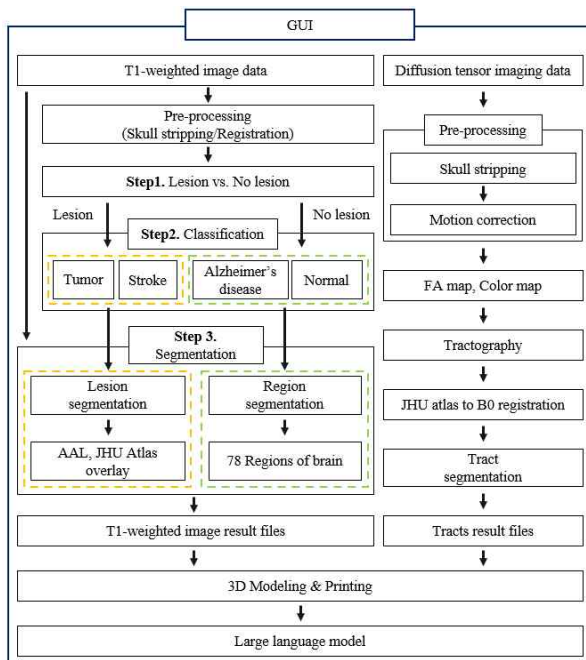 GUI
T1-weighted image data
Pre-processing
(Skull stripping/Registration)
Step1. Lesion vs. No lesion
Lesion
No lesion
Step2. Classification
Tumor
Stroke
Alzheimer's
disease
Normal
Step 3.
Segmentation
Lesion
segmentation
Region
segmentation
AAL, JHU Atlas
overlay
78 Regions of brain
T1-weighted image result files
Diffusion tensor imaging data
Pre-processing
Skull stripping
Motion correction
FA map, Color map
Tractography
JHU atlas to B0 registration
Tract
segmentation
Tracts result files
3D Modeling & Printing
Large language model